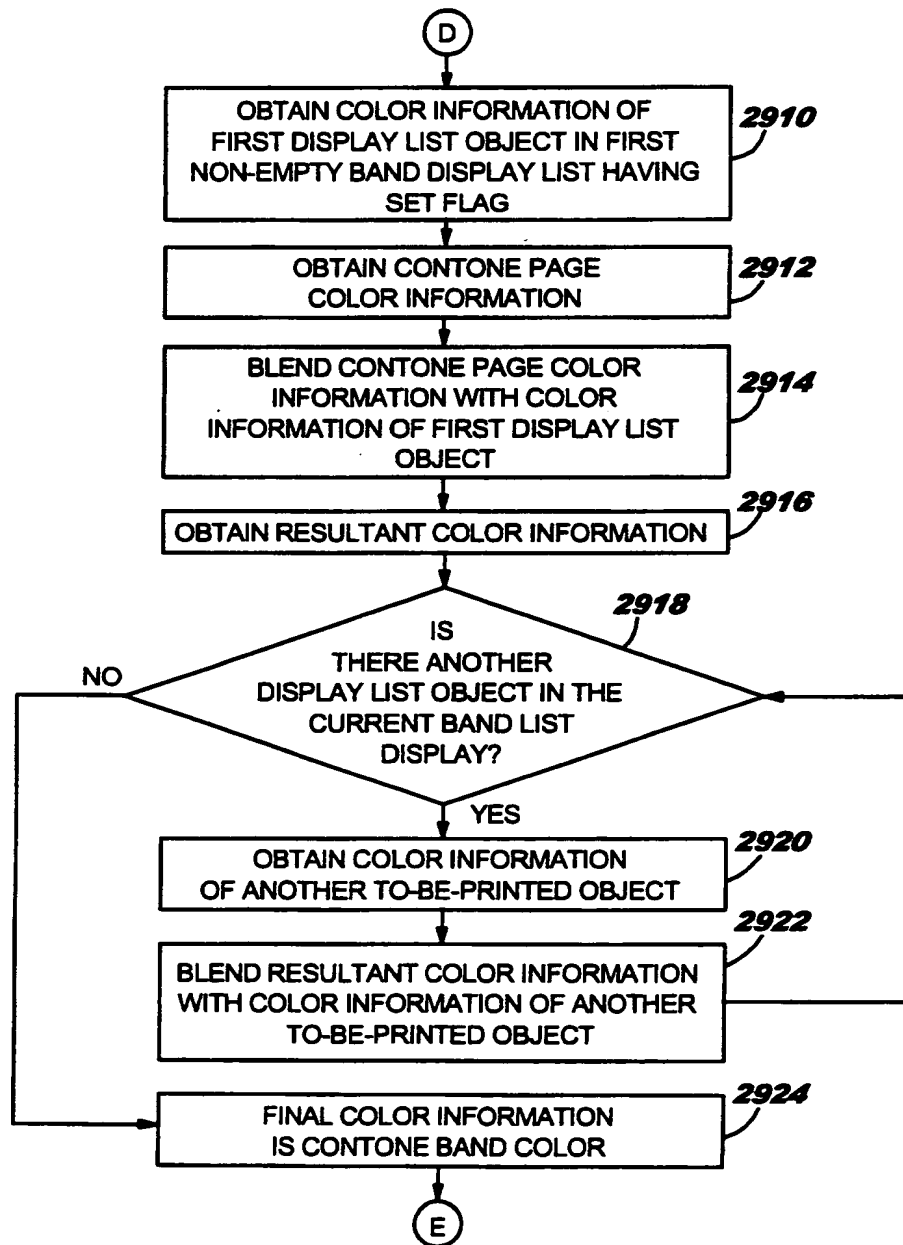 D
OBTAIN COLOR INFORMATION OF
FIRST DISPLAY LIST OBJECT IN FIRST
NON-EMPTY BAND DISPLAY LIST HAVING
SET FLAG
2910
OBTAIN CONTONE PAGE
COLOR INFORMATION
2912
BLEND CONTONE PAGE COLOR
INFORMATION WITH COLOR
INFORMATION OF FIRST DISPLAY LIST
OBJECT
2914
OBTAIN RESULTANT COLOR INFORMATION
2916
IS
THERE ANOTHER
DISPLAY LIST OBJECT IN THE
CURRENT BAND LIST
DISPLAY?
2918
NO
YES
OBTAIN COLOR INFORMATION
OF ANOTHER TO-BE-PRINTED OBJECT
2920
BLEND RESULTANT COLOR INFORMATION
WITH COLOR INFORMATION OF ANOTHER
TO-BE-PRINTED OBJECT
2922
FINAL COLOR INFORMATION
IS CONTONE BAND COLOR
2924
E